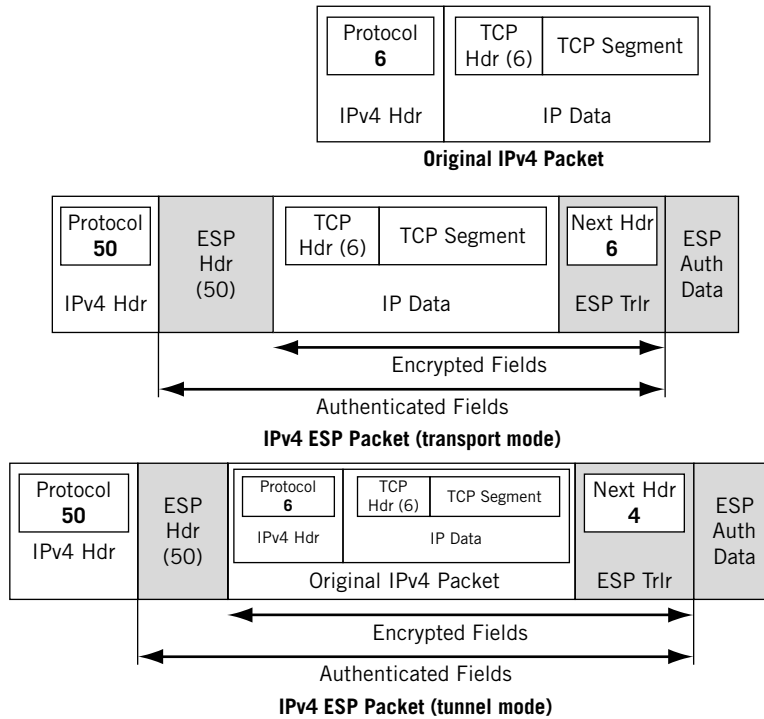 Protocol
6
IPv4 Hdr
TCP
Hdr (6)
TCP Segment
IP Data
Original IPv4 Packet
Protocol
50
IPv4 Hdr
ESP
Hdr
(50)
TCP
Hdr (6)
TCP Segment
IP Data
Next Hdr
6
ESP Trlr
ESP
Auth
Data
Encrypted Fields
Authenticated Fields
IPv4 ESP Packet (transport mode)
Protocol
50
IPv4 Hdr
ESP
Hdr
(50)
Protocol
6
IPv4 Hdr
TCP
Hdr (6)
TCP Segment
IP Data
Original IPv4 Packet
Next Hdr
4
ESP Trlr
ESP
Auth
Data
Encrypted Fields
Authenticated Fields
IPv4 ESP Packet (tunnel mode)